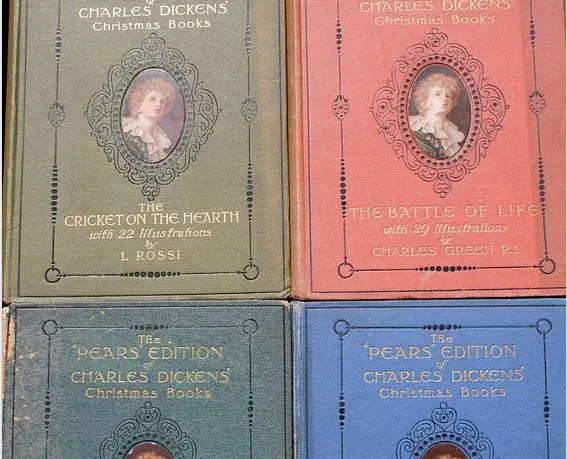 of
CHARLES DICKENS'
Christmas Books
THE
CRICKET ON THE HEARTH
with 22 Illustrations
by
L. ROSSI
CHARLES DICKENS'
Christmas Books
THE BATTLE OF LIFE
with 29 Illustrations
by
CHARLES GREEN R.I.
The
"PEARS' EDITION
of
CHARLES DICKENS'
Christmas Books
The
"PEARS' EDITION
of
CHARLES DICKENS'
Christmas Books